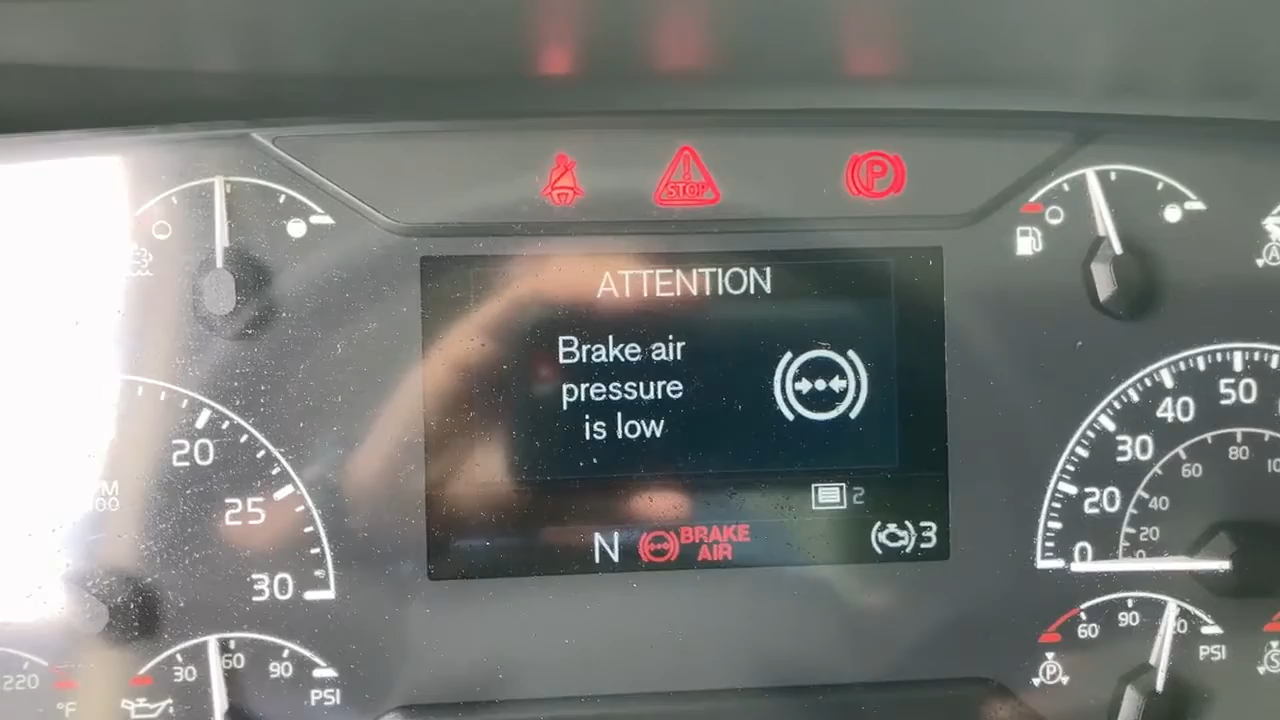 STOP
P
ATTENTION
Brake air
pressure
is low
2
N BRAKE AIR 3
20
25
30
220
°F
30 60 90
PSI
50
40
30
20
0
80
60
40
20
0
60 90
PSI
P